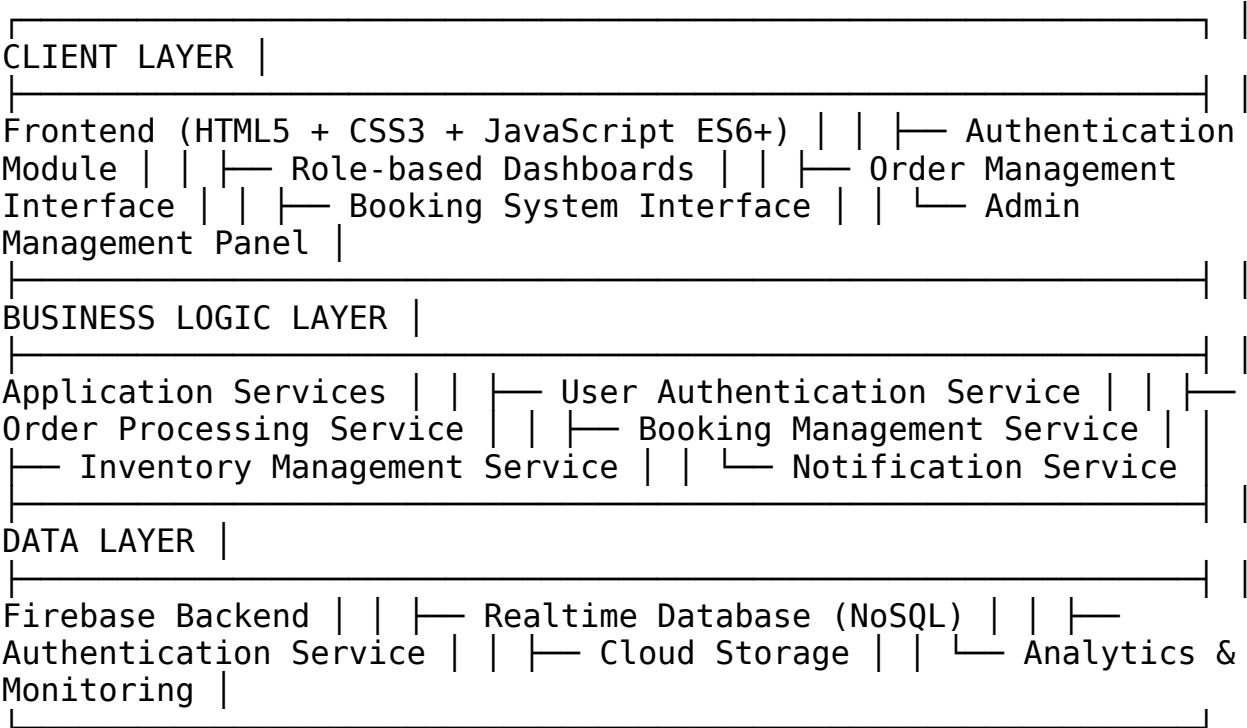 ┌──────────────────────────────────────────────────────────────┐ │
CLIENT LAYER │
├──────────────────────────────────────────────────────────────┤ │
Frontend (HTML5 + CSS3 + JavaScript ES6+) │ │ ├── Authentication
Module │ │ ├── Role-based Dashboards │ │ ├── Order Management
Interface │ │ ├── Booking System Interface │ │ └── Admin
Management Panel │
├──────────────────────────────────────────────────────────────┤ │
BUSINESS LOGIC LAYER │
├──────────────────────────────────────────────────────────────┤ │
Application Services │ │ ├── User Authentication Service │ │ ├──
Order Processing Service │ │ ├── Booking Management Service │ │
├── Inventory Management Service │ │ └── Notification Service │
├──────────────────────────────────────────────────────────────┤ │
DATA LAYER │
├──────────────────────────────────────────────────────────────┤ │
Firebase Backend │ │ ├── Realtime Database (NoSQL) │ │ ├──
Authentication Service │ │ ├── Cloud Storage │ │ └── Analytics &
Monitoring │
└──────────────────────────────────────────────────────────────┘